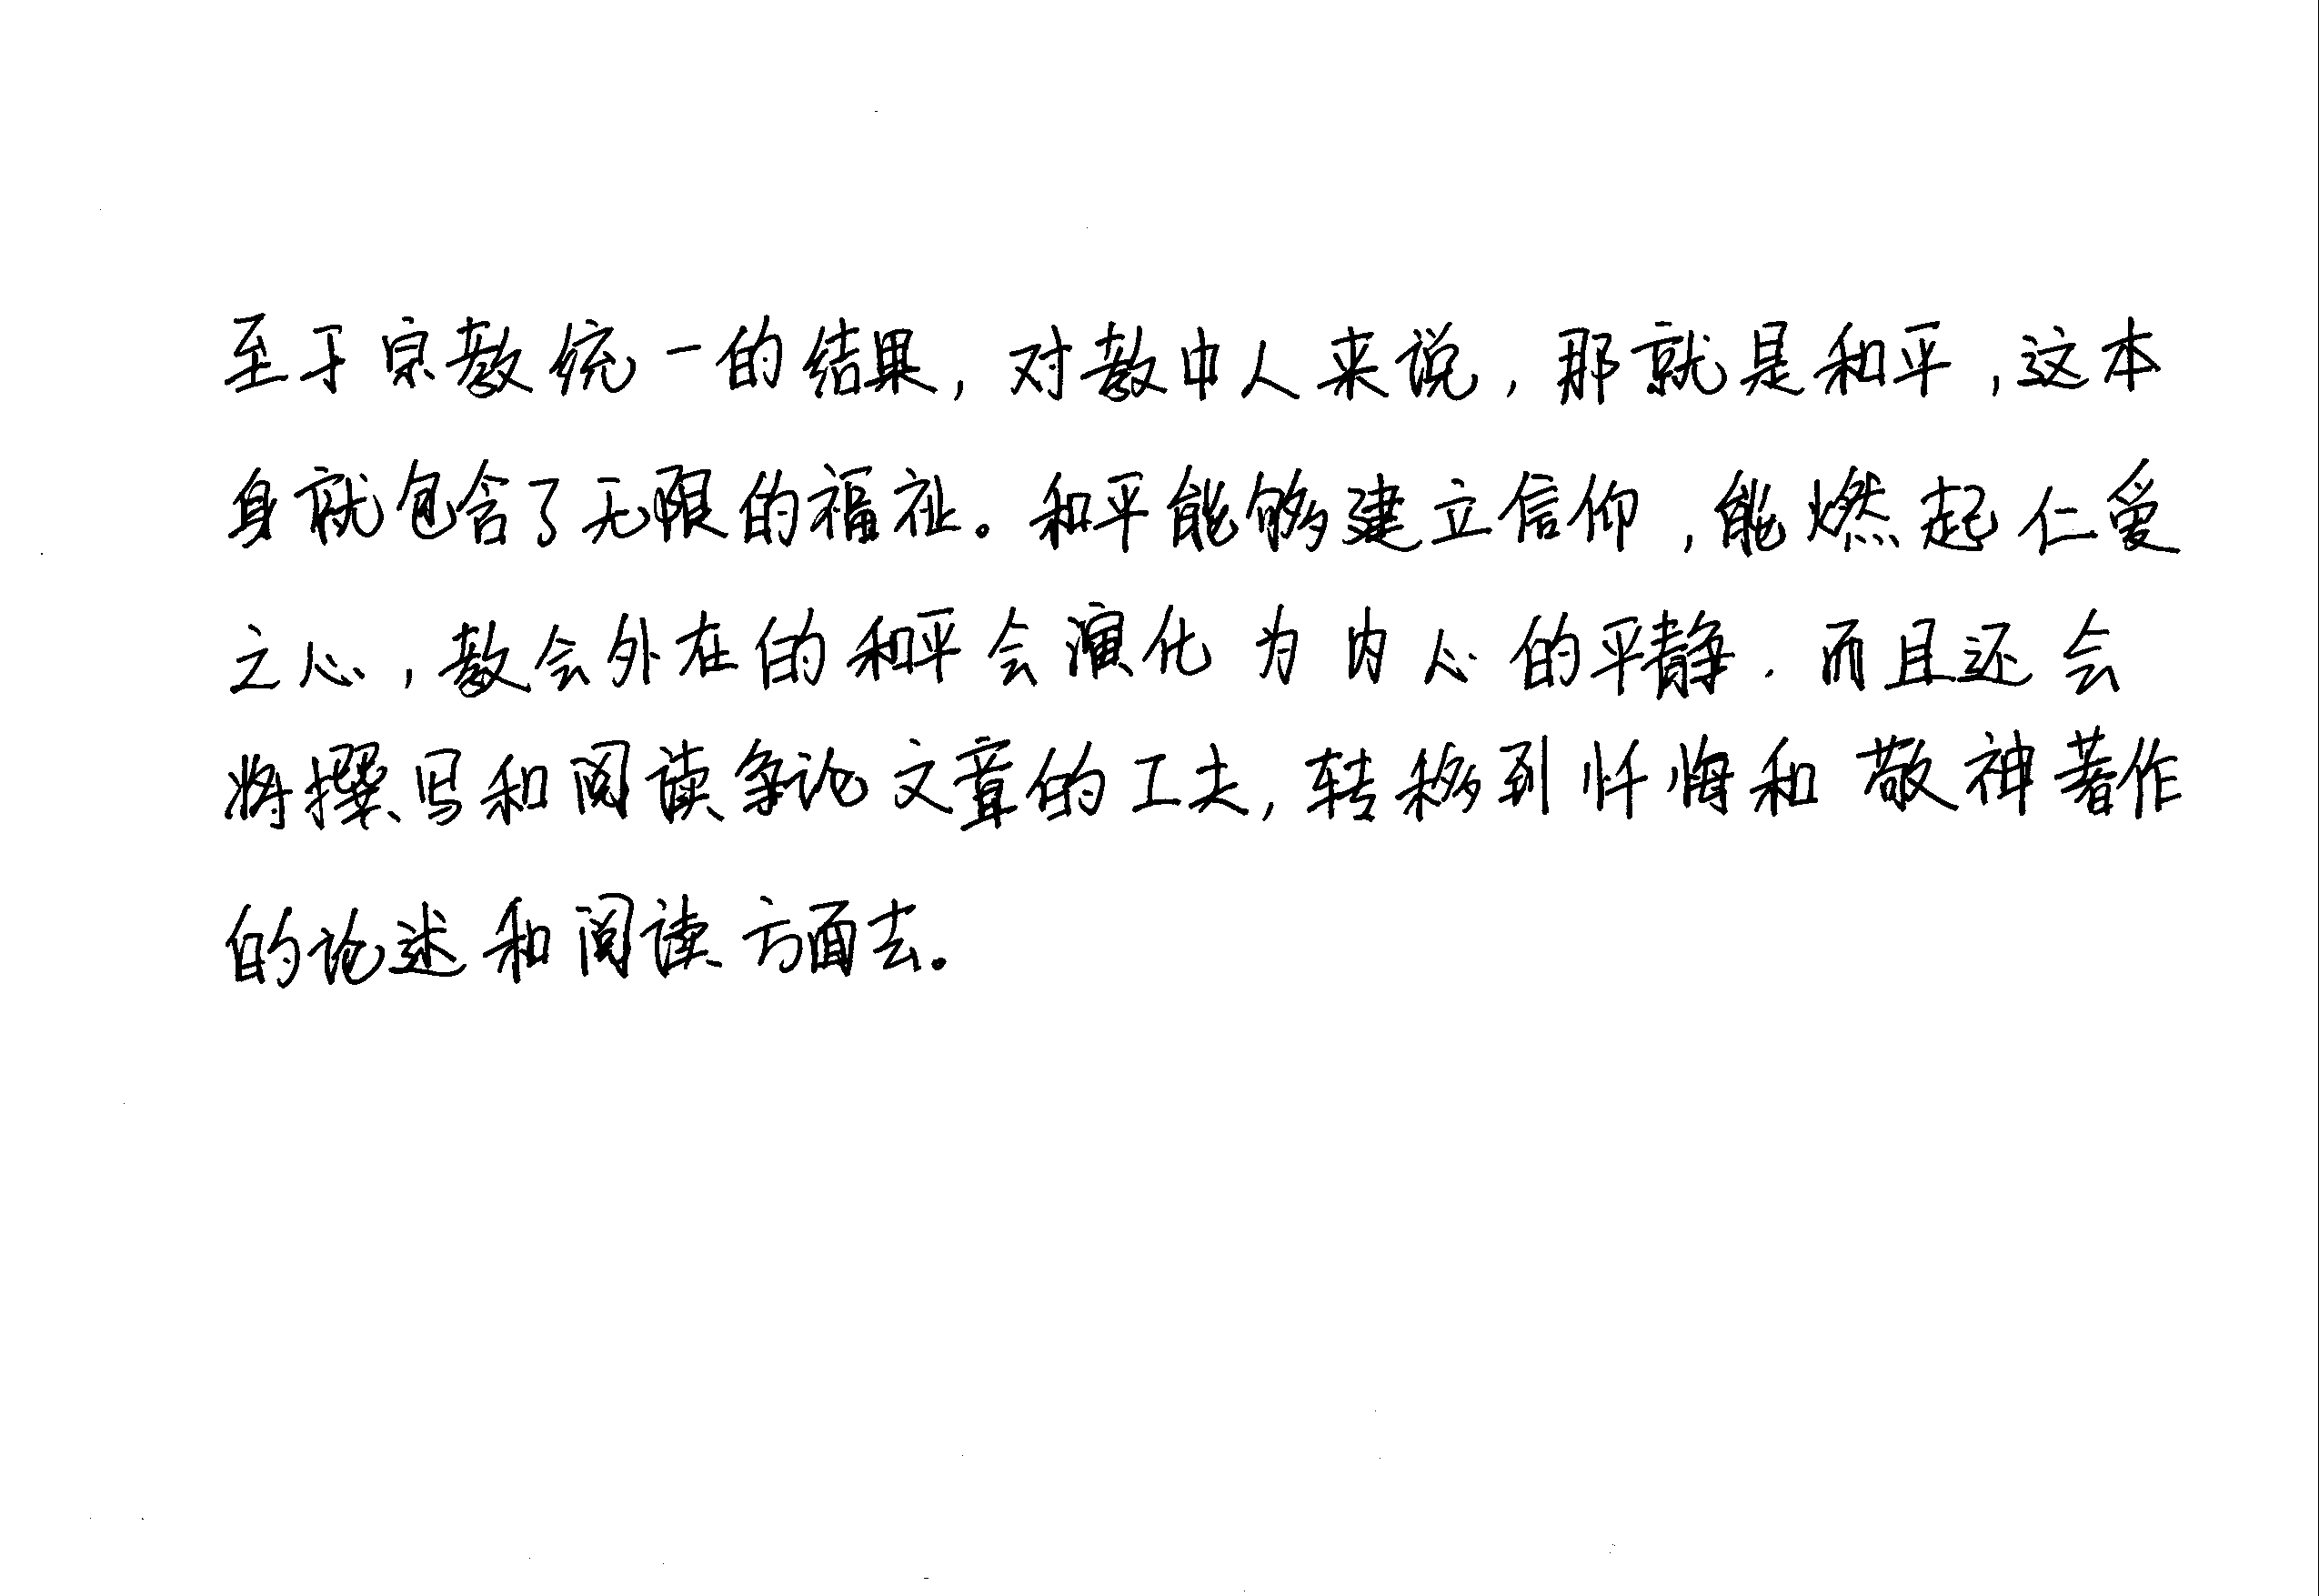 至于宗教统一的结果，对教中人来说，那就是和平，这本
身就包含了无限的福祉。和平能够建立信仰，能燃起仁爱
之心，教会外在的和平会演化为内心的平静．而且还会
将撰写和阅读争论文章的工夫，转移到忏悔和敬神著作
的论述和阅读方面去。